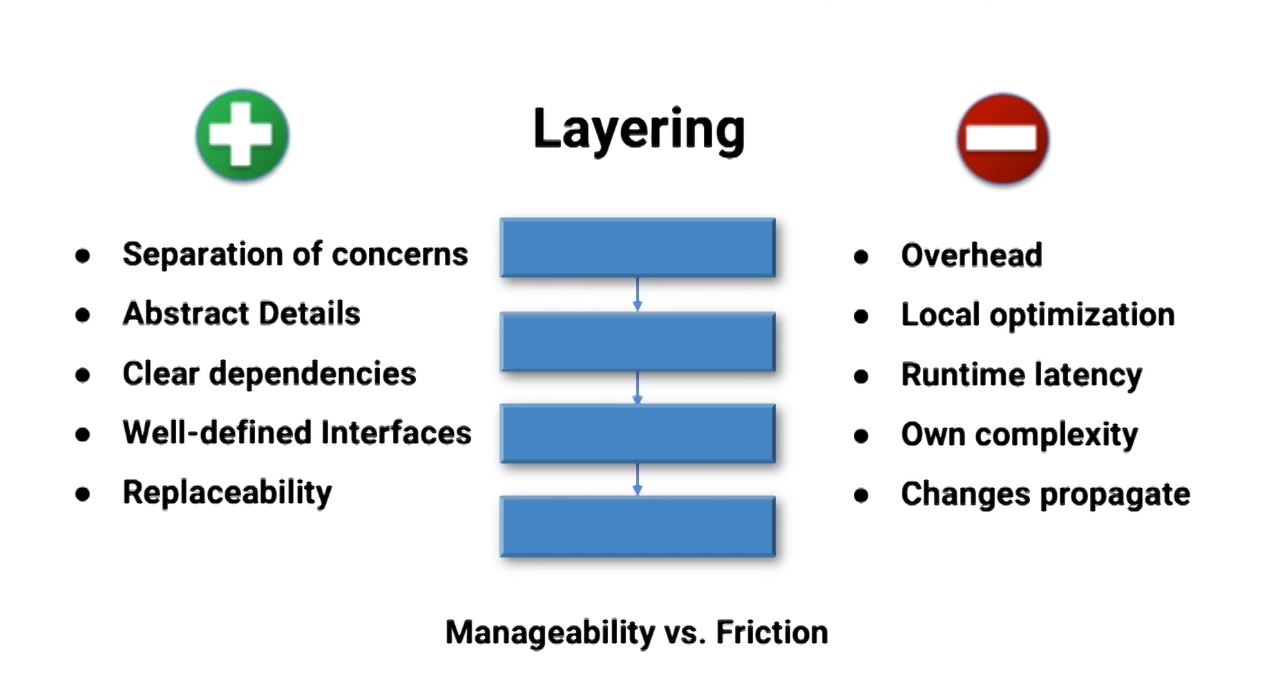 Layering
Separation of concerns
Abstract Details
Clear dependencies
Well-defined Interfaces
Replaceability
Overhead
Local optimization
Runtime latency
Own complexity
Changes propagate
Manageability vs. Friction